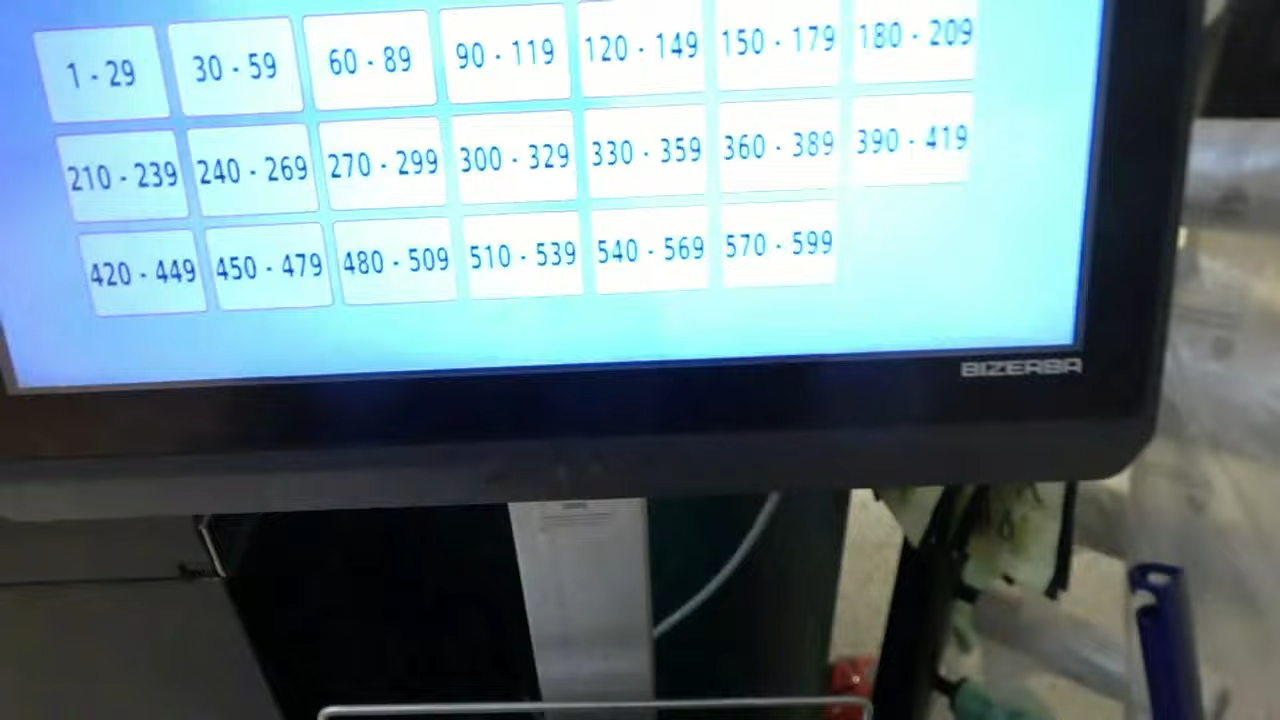 1 - 29 30 - 59 60 - 89 90 - 119 120 - 149 150 - 179 180 - 209
210 - 239 240 - 269 270 - 299 300 - 329 330 - 359 360 - 389 390 - 419
420 - 449 450 - 479 480 - 509 510 - 539 540 - 569 570 - 599
BIZERBA